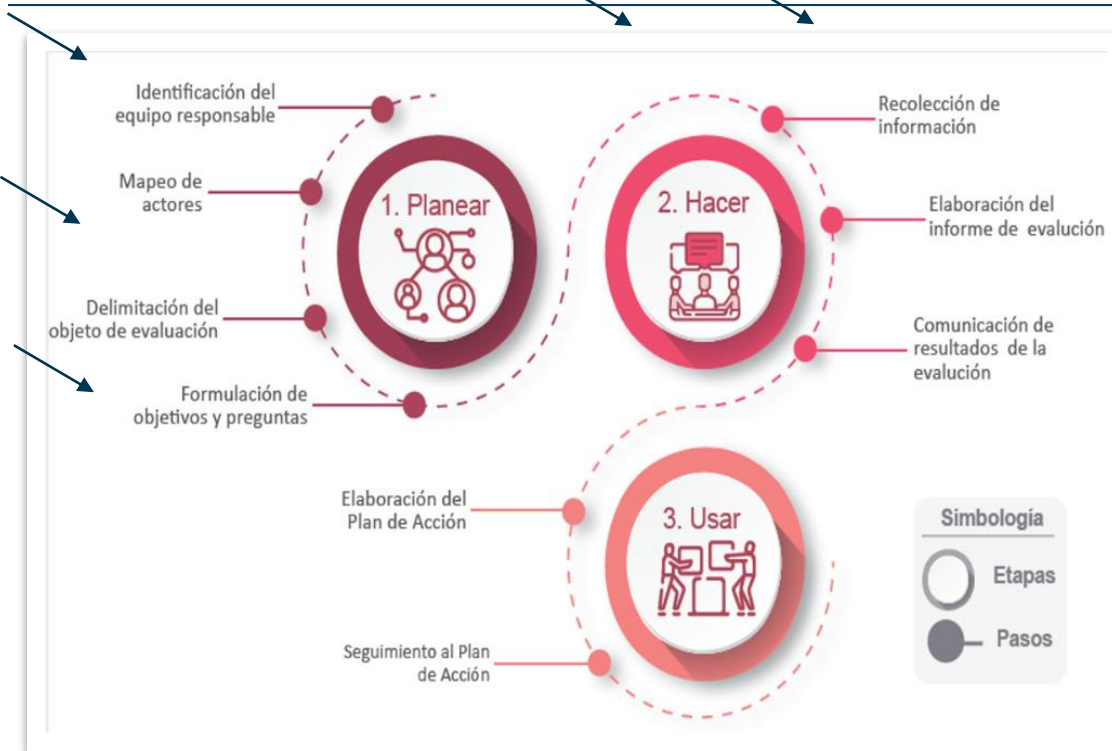 Identificación del
equipo responsable
Mapeo de
actores
Delimitación del
objeto de evaluación
Formulación de
objetivos y preguntas
1. Planear
2. Hacer
Recolección de
información
Elaboración del
informe de evalución
Comunicación de
resultados de la
evalución
Elaboración del
Plan de Acción
Seguimiento al Plan
de Acción
3. Usar
Simbología
Etapas
Pasos